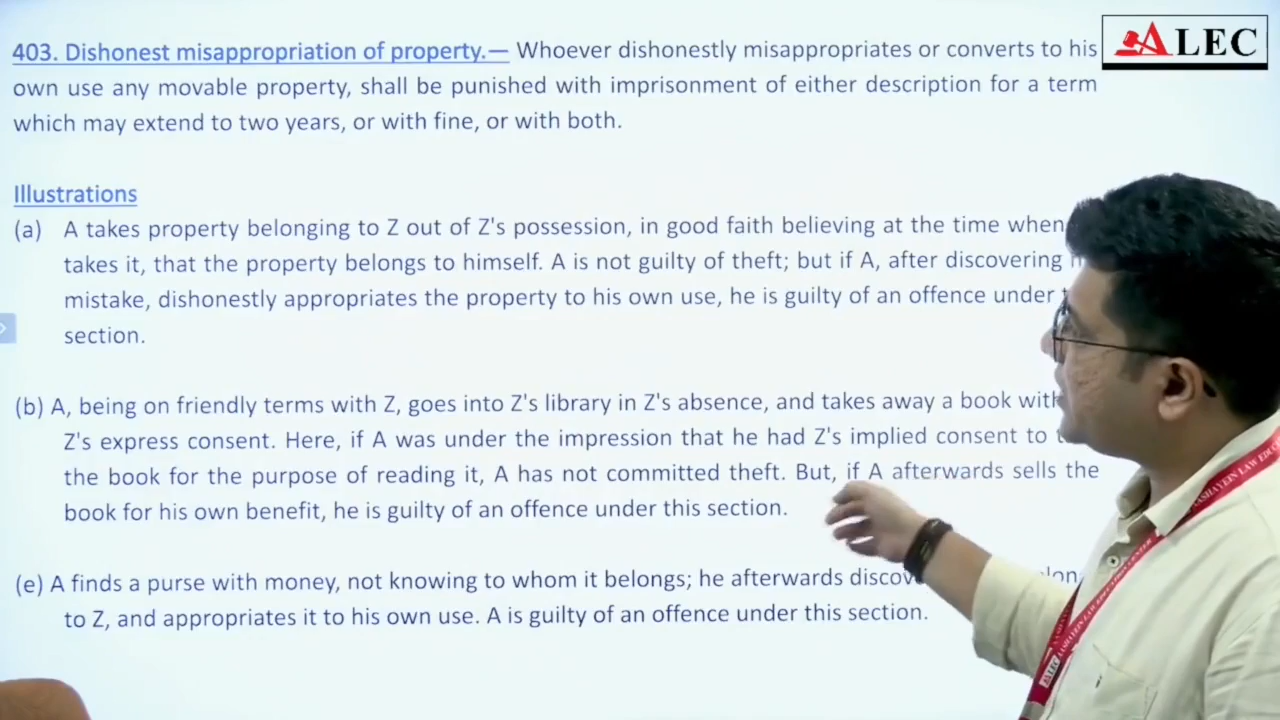 ALEC
403. Dishonest misappropriation of property.— Whoever dishonestly misappropriates or converts to his
own use any movable property, shall be punished with imprisonment of either description for a term
which may extend to two years, or with fine, or with both.
Illustrations
(a) A takes property belonging to Z out of Z's possession, in good faith believing at the time when
takes it, that the property belongs to himself. A is not guilty of theft; but if A, after discovering
mistake, dishonestly appropriates the property to his own use, he is guilty of an offence under
section.
(b) A, being on friendly terms with Z, goes into Z's library in Z's absence, and takes away a book
Z's express consent. Here, if A was under the impression that he had Z's implied consent to
the book for the purpose of reading it, A has not committed theft. But, if A afterwards sells the
book for his own benefit, he is guilty of an offence under this section.
(e) A finds a purse with money, not knowing to whom it belongs; he afterwards
to Z, and appropriates it to his own use. A is guilty of an offence under this section.